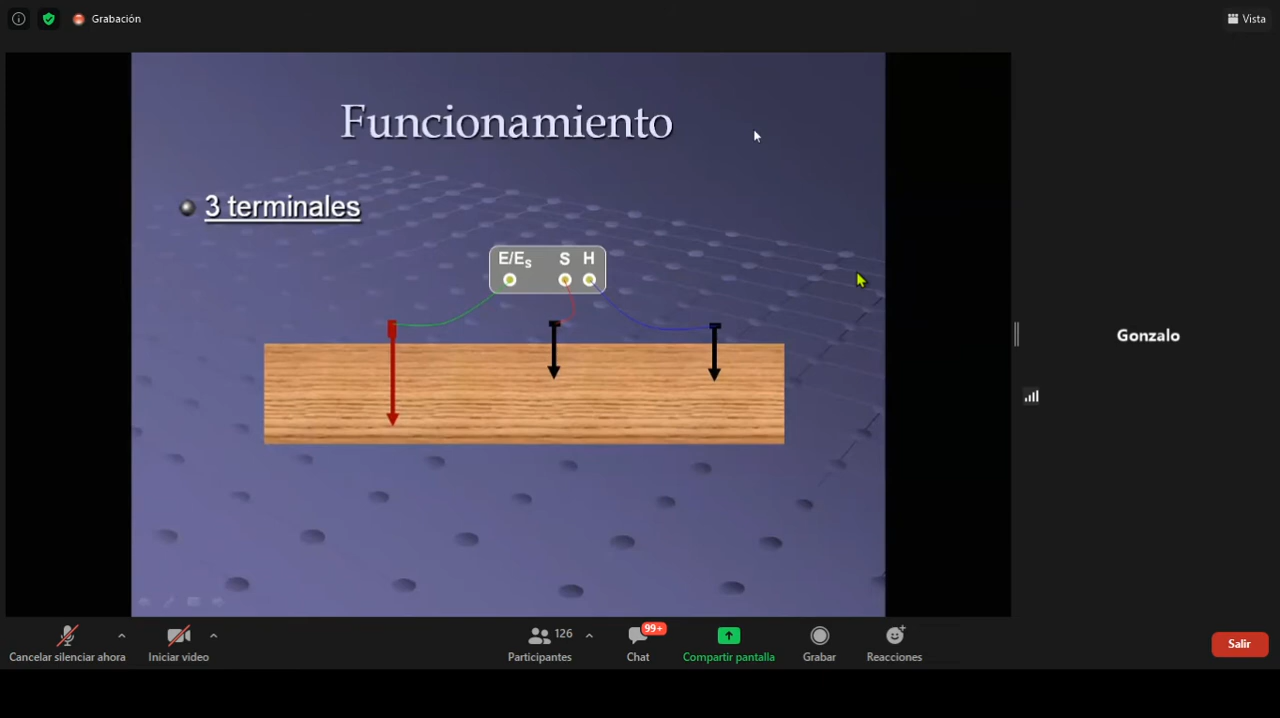 Grabación
Vista
Funcionamiento
3 terminales
E/Es S H
Gonzalo
126
99+
Cancelar silenciar ahora
Iniciar video
Participantes
Chat
Compartir pantalla
Grabar
Reacciones
Salir